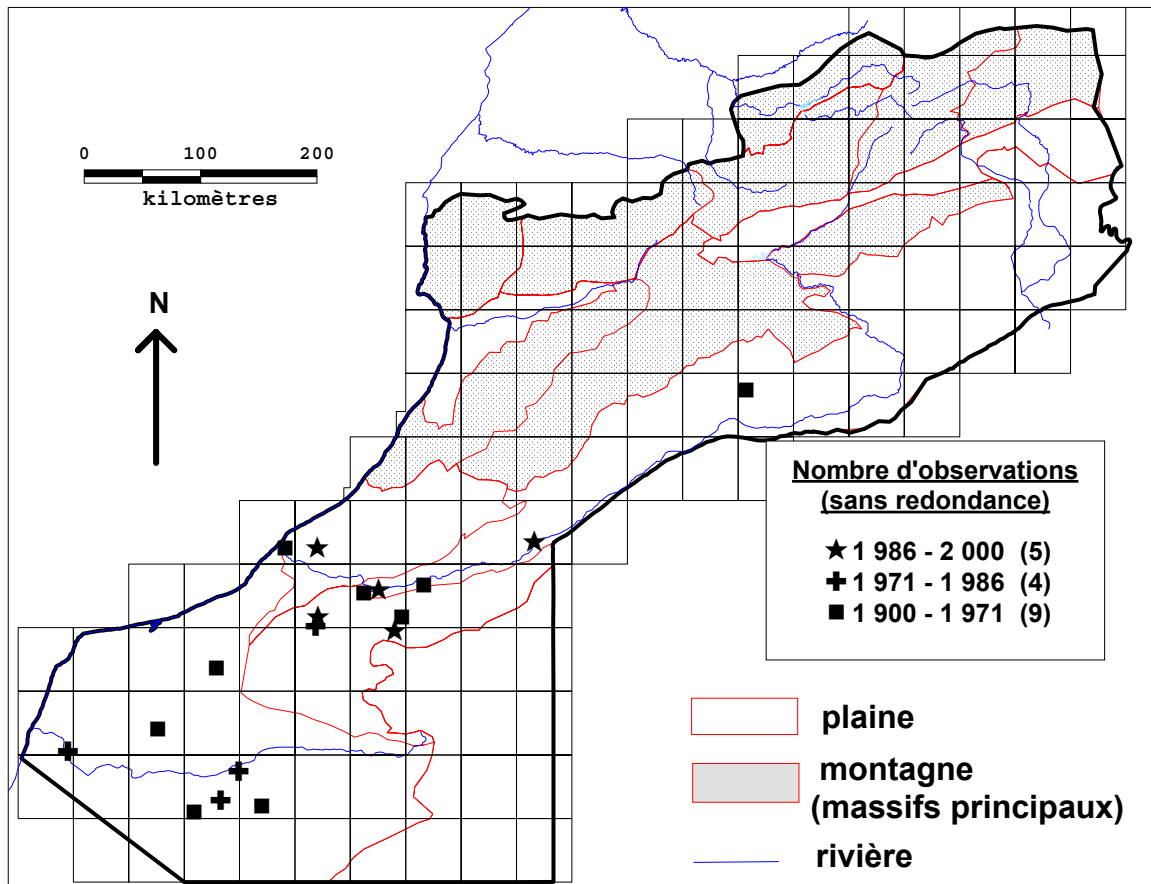 0 100 200
kilomètres
N
Nombre d'observations
(sans redondance)
1 986 - 2 000 (5)
1 971 - 1 986 (4)
1 900 - 1 971 (9)
plaine
montagne
(massifs principaux)
rivière